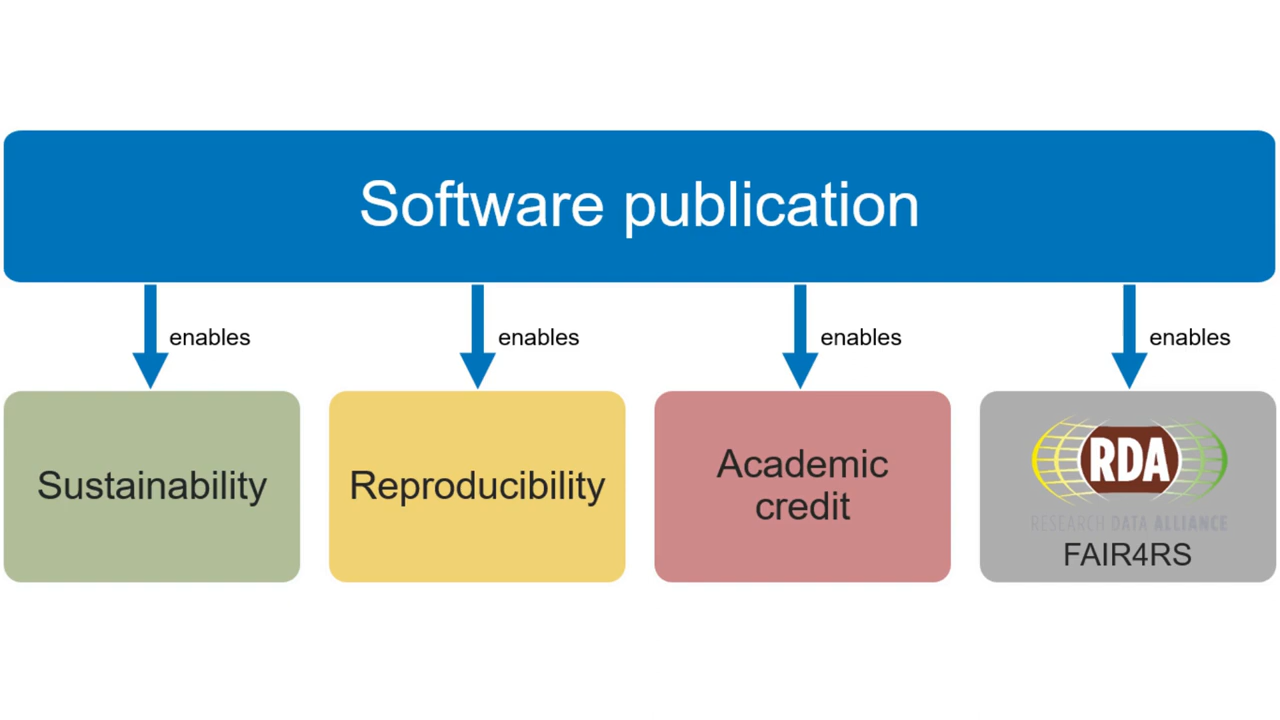 Software publication
enables
enables
enables
enables
Sustainability
Reproducibility
Academic
credit
RDA
RESEARCH DATA ALLIANCE
FAIR4RS